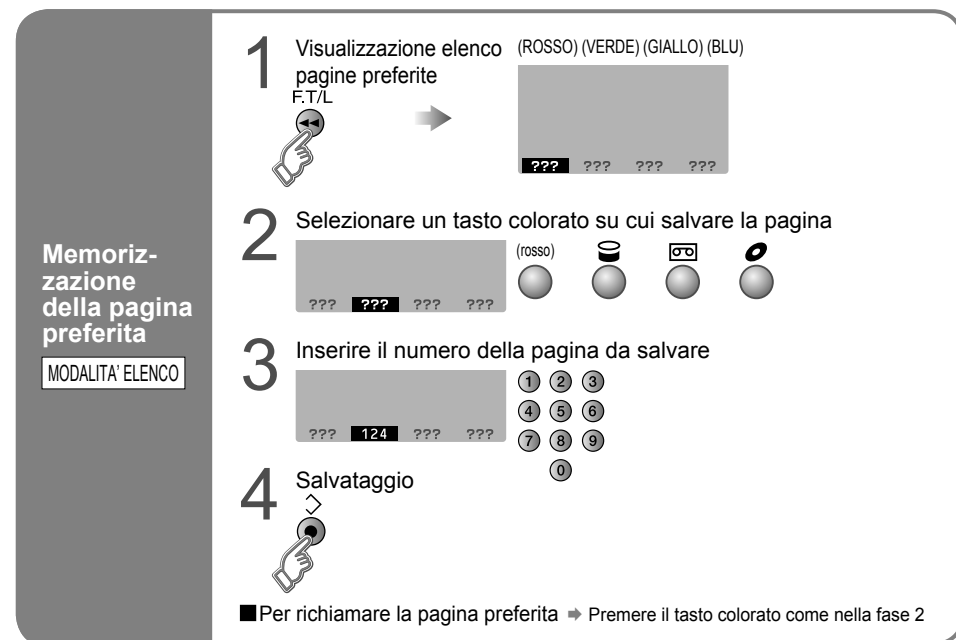 Memoriz-
zazione
della pagina
preferita
MODALITA' ELENCO
1
Visualizzazione elenco
pagine preferite
F.T/L
(ROSSO) (VERDE) (GIALLO) (BLU)
??? ??? ??? ???
2
Selezionare un tasto colorato su cui salvare la pagina
??? ??? ??? ???
(rosso)
3
Inserire il numero della pagina da salvare
??? 124 ??? ???
1 2 3
4 5 6
7 8 9
0
4
Salvataggio
■Per richiamare la pagina preferita ➡ Premere il tasto colorato come nella fase 2